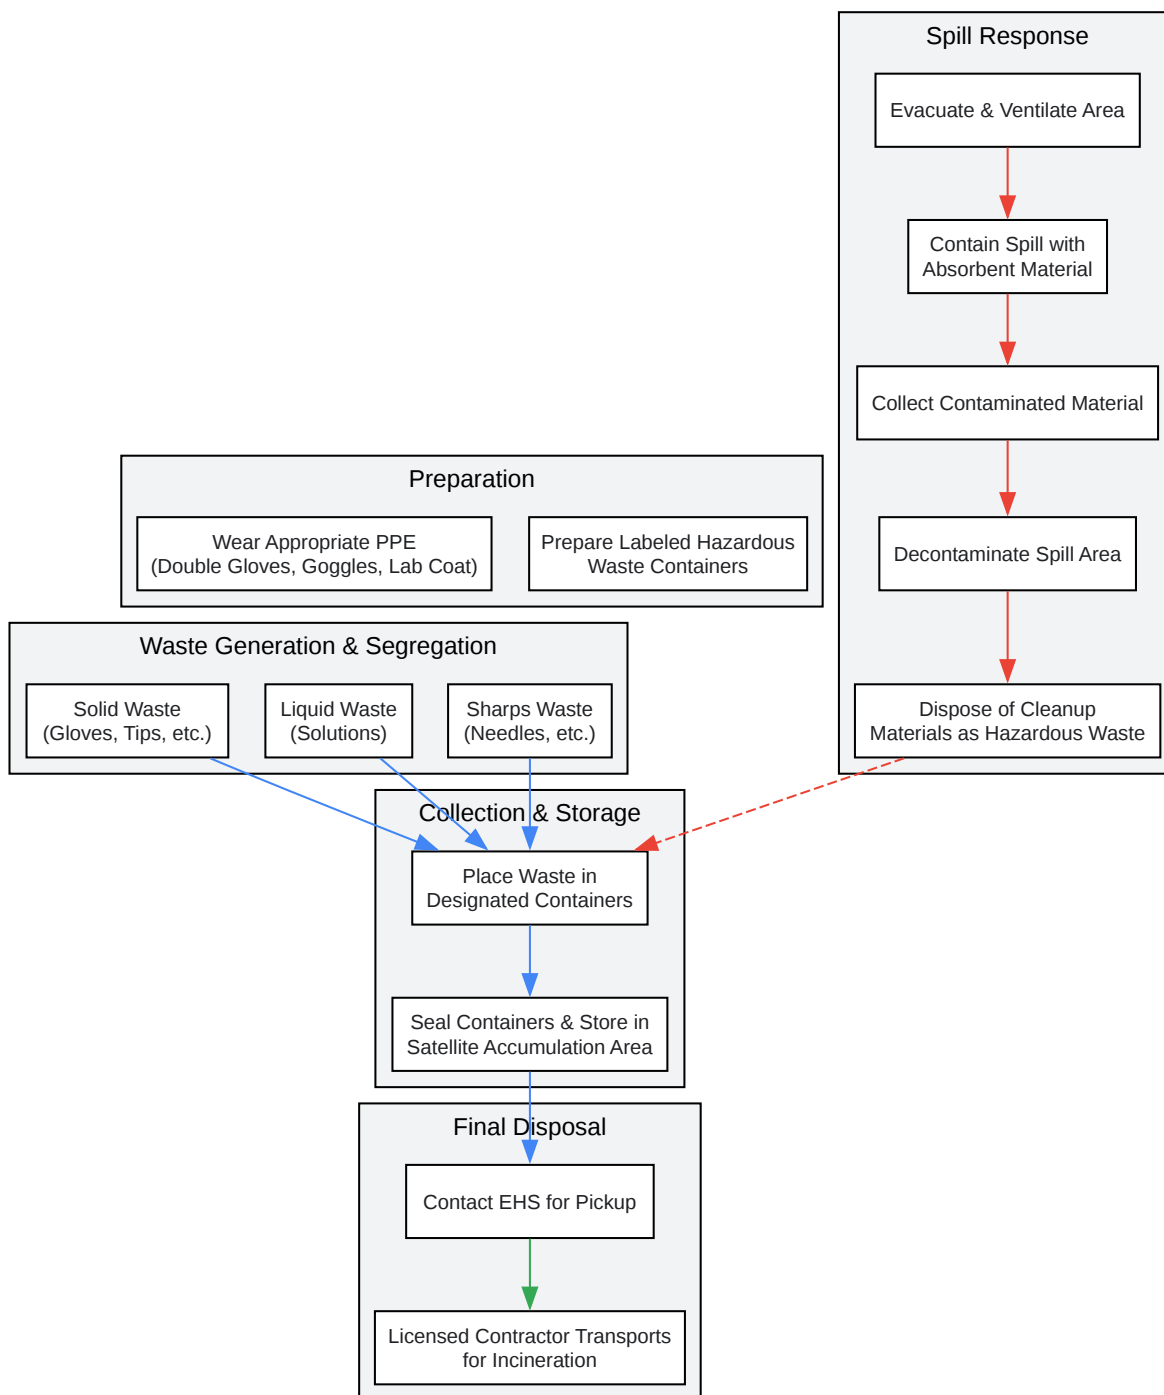 Spill Response
Evacuate & Ventilate Area
Contain Spill with
Absorbent Material
Collect Contaminated Material
Decontaminate Spill Area
Dispose of Cleanup
Materials as Hazardous Waste
Preparation
Wear Appropriate PPE
(Double Gloves, Goggles, Lab Coat)
Prepare Labeled Hazardous
Waste Containers
Waste Generation & Segregation
Solid Waste
(Gloves, Tips, etc.)
Liquid Waste
(Solutions)
Sharps Waste
(Needles, etc.)
Collection & Storage
Place Waste in
Designated Containers
Seal Containers & Store in
Satellite Accumulation Area
Final Disposal
Contact EHS for Pickup
Licensed Contractor Transports
for Incineration